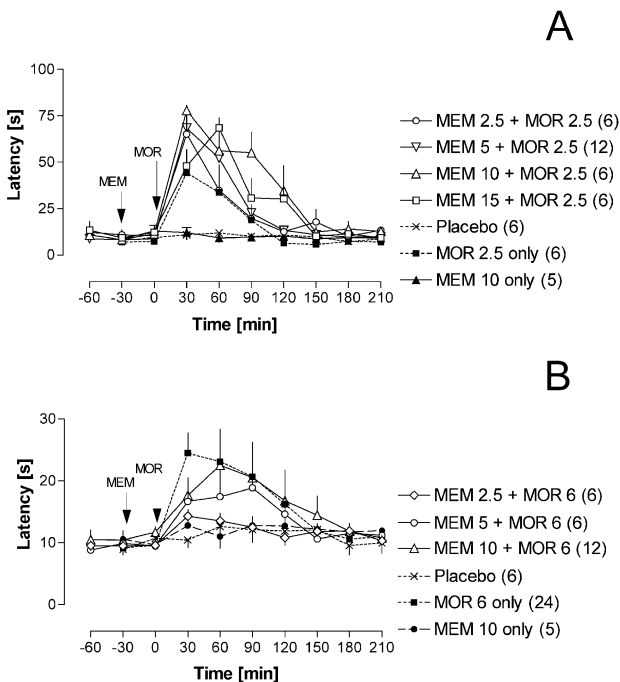 A
100
75
50
25
0
Latency [s]
MEM
MOR
-60 -30 0 30 60 90 120 150 180 210
Time [min]
MEM 2.5 + MOR 2.5 (6)
MEM 5 + MOR 2.5 (12)
MEM 10 + MOR 2.5 (6)
MEM 15 + MOR 2.5 (6)
Placebo (6)
MOR 2.5 only (6)
MEM 10 only (5)
B
30
20
10
0
Latency [s]
MEM
MOR
-60 -30 0 30 60 90 120 150 180 210
Time [min]
MEM 2.5 + MOR 6 (6)
MEM 5 + MOR 6 (6)
MEM 10 + MOR 6 (12)
Placebo (6)
MOR 6 only (24)
MEM 10 only (5)